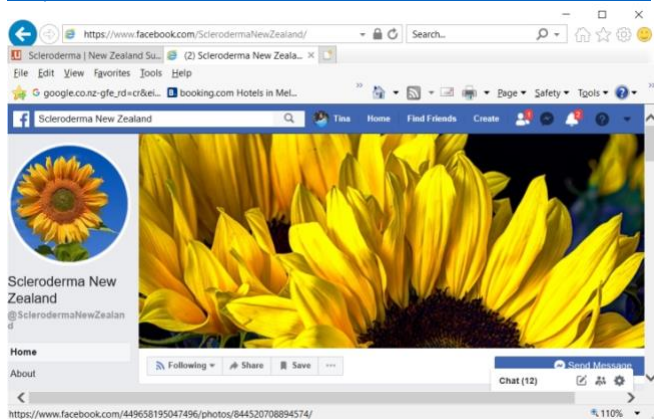 https://www.facebook.com/SclerodermaNewZealand/
Search...
Scleroderma | New Zealand Su...
(2) Scleroderma New Zeala...
File Edit View Favorites Tools Help
google.co.nz-gfe_rd=cr&ei...
booking.com Hotels in Mel...
Page Safety Tools
Scleroderma New Zealand
Tina Home Find Friends Create
Scleroderma New
Zealand
@SclerodermaNewZealan
d
Home
About
Following Share Save ...
Send Message
Chat (12)
https://www.facebook.com/449658195047496/photos/844520708894574/
110%